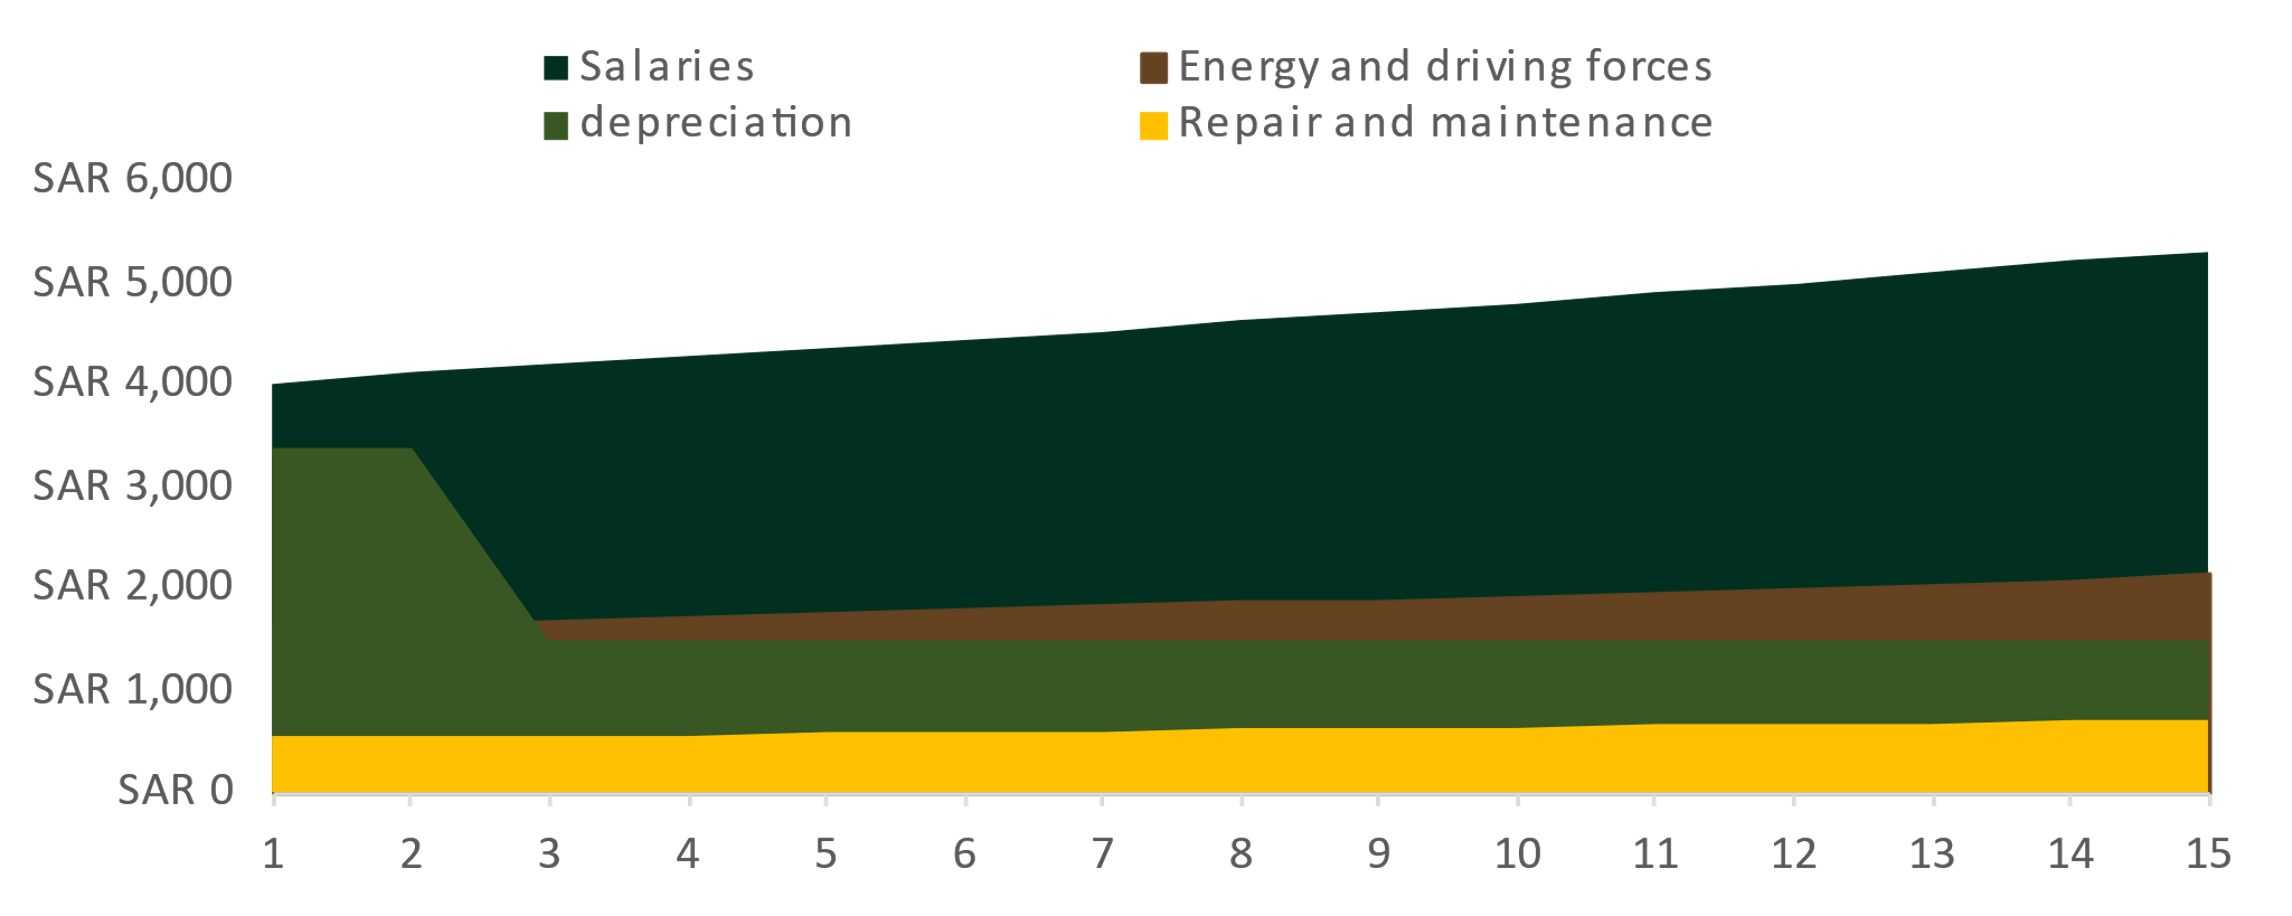 Salaries
Energy and driving forces
depreciation
Repair and maintenance
SAR 6,000
SAR 5,000
SAR 4,000
SAR 3,000
SAR 2,000
SAR 1,000
SAR 0
1 2 3 4 5 6 7 8 9 10 11 12 13 14 15